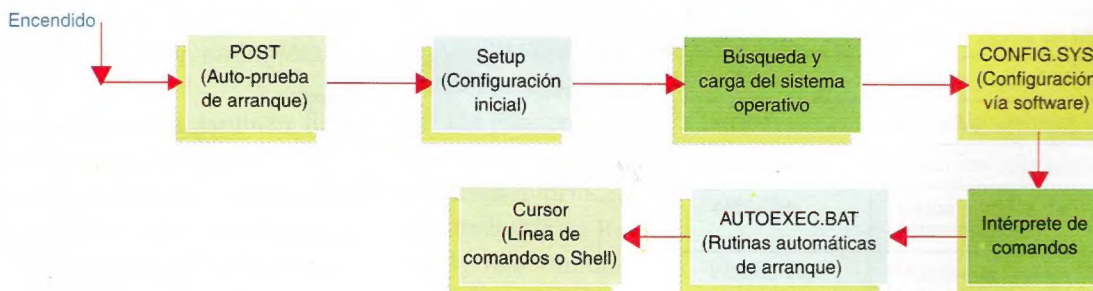 Encendido
POST
(Auto-prueba
de arranque)
Setup
(Configuración
inicial)
Búsqueda y
carga del sistema
operativo
CONFIG.SYS
(Configuración
vía software)
Intérprete de
comandos
AUTOEXEC.BAT
(Rutinas automáticas
de arranque)
Cursor
(Línea de
comandos o Shell)